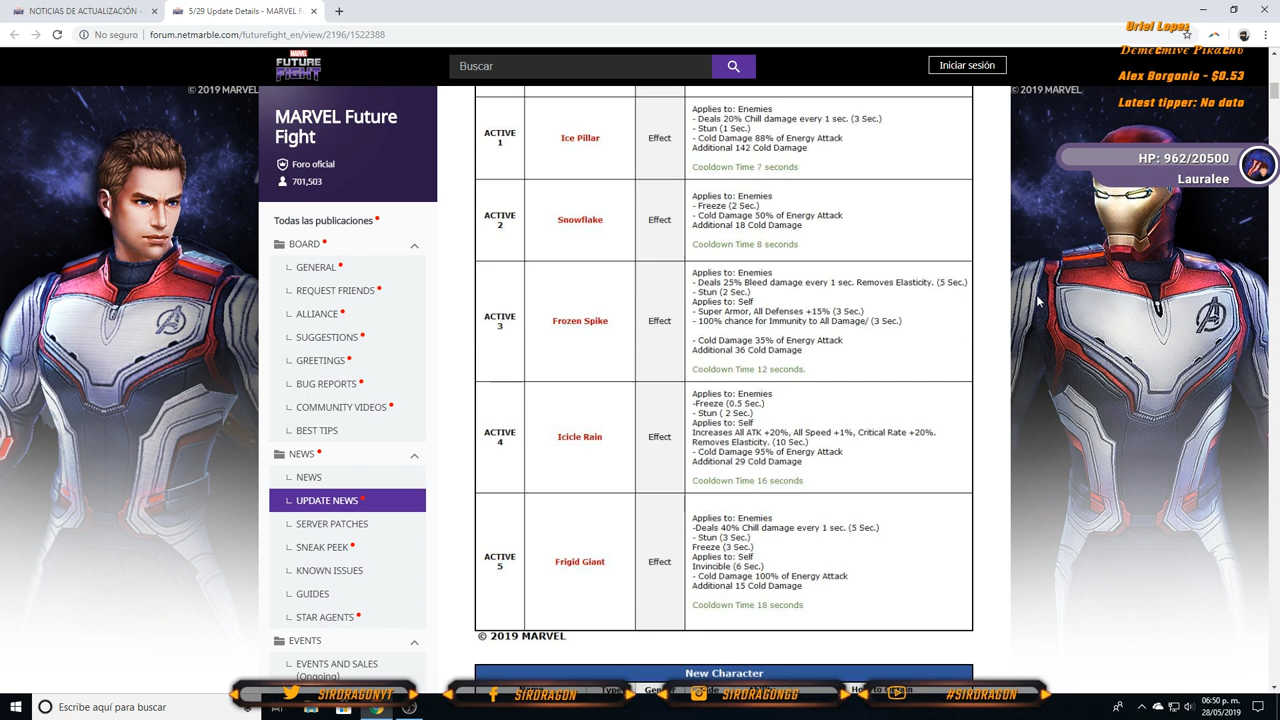 NOTICIAS DE ACTUALIZACIÓN -
5/29 Update Details - MARVEL F
No seguro
forum.netmarble.com/futurefight_en/view/2196/1522388
Uriel Lopez
Alex Borgonio - $0.53
Latest tipper: No data
HP: 962/20500
Lauralee
MARVEL
FUTURE
FIGHT
Buscar
Iniciar sesión
© 2019 MARVEL
© 2019 MARVEL
MARVEL Future
Fight
Foro oficial
701,503
Todas las publicaciones
BOARD
GENERAL
REQUEST FRIENDS
ALLIANCE
SUGGESTIONS
GREETINGS
BUG REPORTS
COMMUNITY VIDEOS
BEST TIPS
NEWS
NEWS
UPDATE NEWS
SERVER PATCHES
SNEAK PEEK
KNOWN ISSUES
GUIDES
STAR AGENTS
EVENTS
EVENTS AND SALES
(Ongoing)
ACTIVE
1
Ice Pillar
Effect
Applies to: Enemies
- Deals 20% Chill damage every 1 sec. (3 Sec.)
- Stun (1 Sec.)
- Cold Damage 88% of Energy Attack
Additional 142 Cold Damage
Cooldown Time 7 seconds
ACTIVE
2
Snowflake
Effect
Applies to: Enemies
- Freeze (2 Sec.)
- Cold Damage 50% of Energy Attack
Additional 18 Cold Damage
Cooldown Time 8 seconds
ACTIVE
3
Frozen Spike
Effect
Applies to: Enemies
- Deals 25% Bleed damage every 1 sec. Removes Elasticity. (5 Sec.)
- Stun (2 Sec.)
Applies to: Self
- Super Armor, All Defenses +15% (3 Sec.)
- 100% chance for Immunity to All Damage/ (3 Sec.)
- Cold Damage 35% of Energy Attack
Additional 36 Cold Damage
Cooldown Time 12 seconds.
ACTIVE
4
Icicle Rain
Effect
Applies to: Enemies
-Freeze (0.5 Sec.)
- Stun ( 2 Sec.)
Applies to: Self
Increases All ATK +20%, All Speed +1%, Critical Rate +20%.
Removes Elasticity. (10 Sec.)
- Cold Damage 95% of Energy Attack
Additional 29 Cold Damage
Cooldown Time 16 seconds
ACTIVE
5
Frigid Giant
Effect
Applies to: Enemies
-Deals 40% Chill damage every 1 sec. (5 Sec.)
- Stun (3 Sec.)
Freeze (3 Sec.)
Applies to: Self
Invincible (6 Sec.)
- Cold Damage 100% of Energy Attack
Additional 15 Cold Damage
Cooldown Time 18 seconds
© 2019 MARVEL
New Character
SIRDRAGONYT
SIRDRAGON
SIRDRAGONGG
#SIRDRAGON
Escribe aquí para buscar
06:50 p. m.
28/05/2019